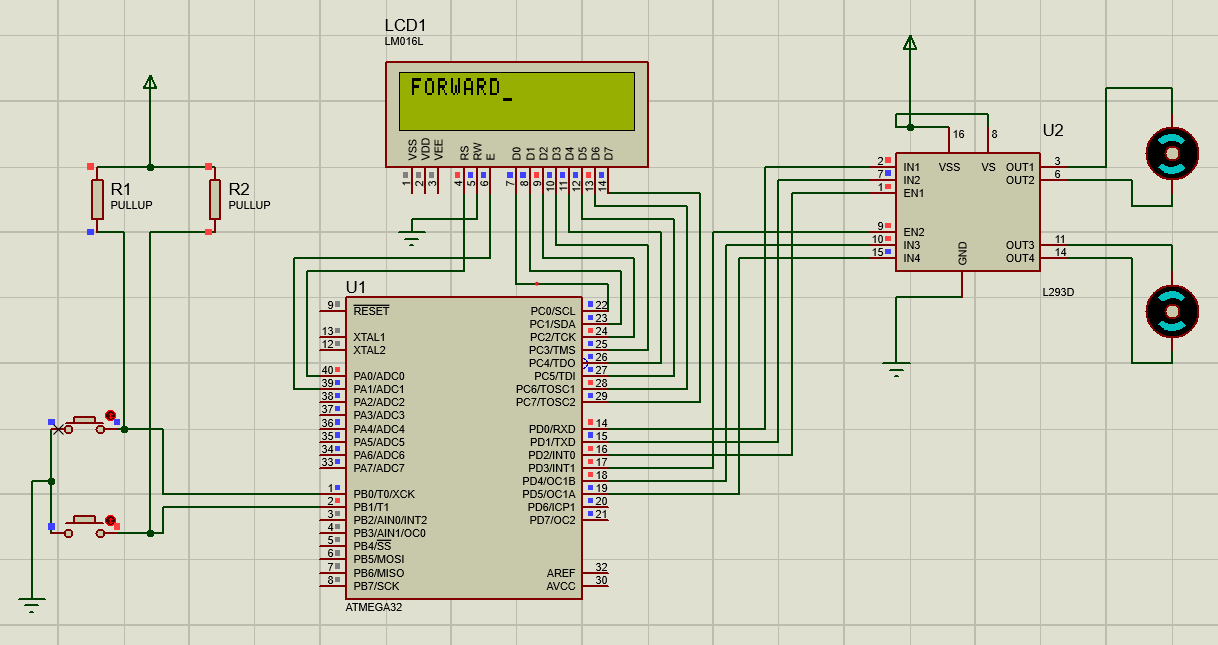 LCD1
LM016L
FORWARD_
VSS VDD VEE RS RW E D0 D1 D2 D3 D4 D5 D6 D7
1 2 3 4 5 6 7 8 9 10 11 12 13 14
R1
PULLUP
R2
PULLUP
U1
9 RESET PC0/SCL 22
PC1/SDA 23
13 XTAL1 PC2/TCK 24
12 XTAL2 PC3/TMS 25
PC4/TDO 26
40 PA0/ADC0 PC5/TDI 27
39 PA1/ADC1 PC6/TOSC1 28
38 PA2/ADC2 PC7/TOSC2 29
37 PA3/ADC3
36 PA4/ADC4 PD0/RXD 14
35 PA5/ADC5 PD1/TXD 15
34 PA6/ADC6 PD2/INT0 16
33 PA7/ADC7 PD3/INT1 17
PD4/OC1B 18
1 PB0/T0/XCK PD5/OC1A 19
2 PB1/T1 PD6/ICP1 20
3 PB2/AIN0/INT2 PD7/OC2 21
4 PB3/AIN1/OC0
5 PB4/SS
6 PB5/MOSI
7 PB6/MISO AREF 32
8 PB7/SCK AVCC 30
ATMEGA32
16 8 U2
2 IN1 VSS VS OUT1 3
7 IN2 OUT2 6
1 EN1
9 EN2
10 IN3 OUT3 11
15 IN4 GND OUT4 14
L293D